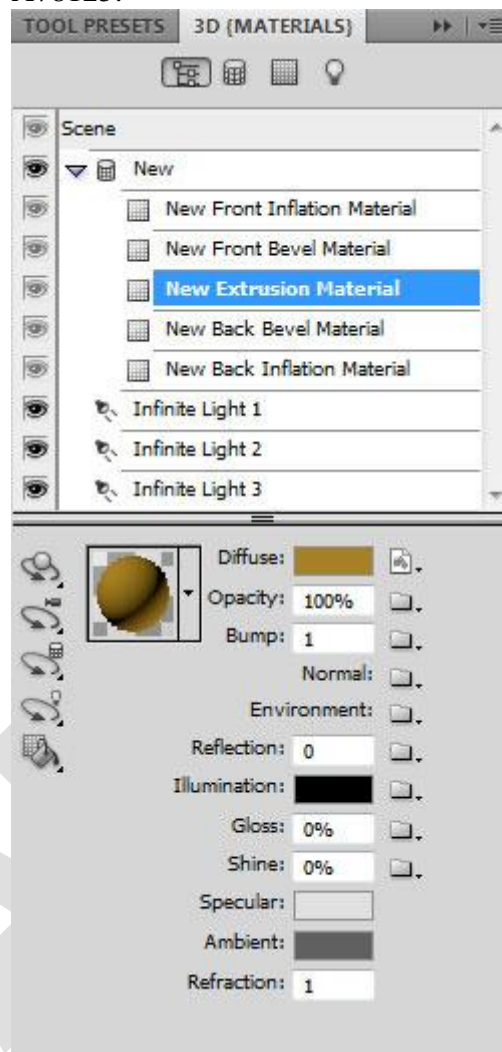 TOOL PRESETS 3D {MATERIALS}
Scene
New
New Front Inflation Material
New Front Bevel Material
New Extrusion Material
New Back Bevel Material
New Back Inflation Material
Infinite Light 1
Infinite Light 2
Infinite Light 3
Diffuse:
Opacity: 100%
Bump: 1
Normal:
Environment:
Reflection: 0
Illumination:
Gloss: 0%
Shine: 0%
Specular:
Ambient:
Refraction: 1